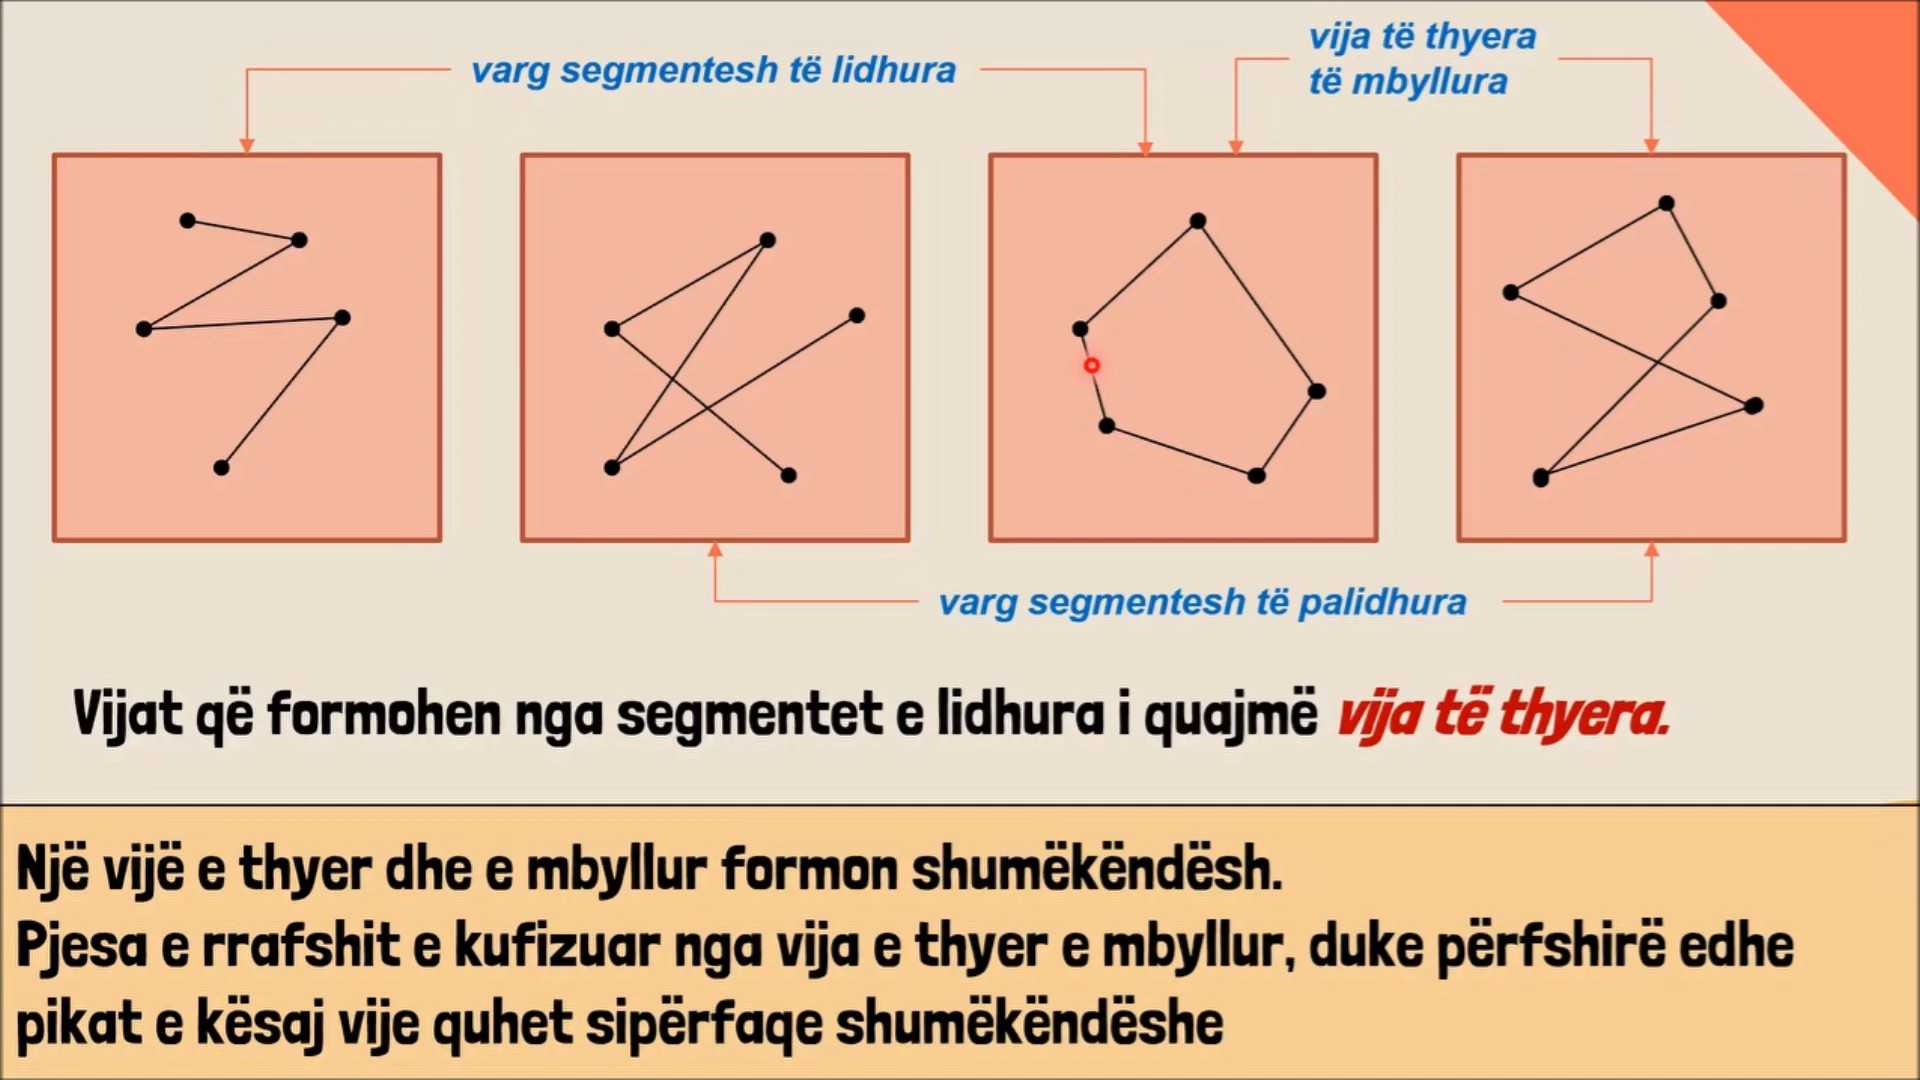 varg segmentesh të lidhura
vija të thyera
të mbyllura
varg segmentesh të palidhura
Vijat që formohen nga segmentet e lidhura i quajmë vija të thyera.
Një vijë e thyer dhe e mbyllur formon shumëkëndësh.
Pjesa e rrafshit e kufizuar nga vija e thyer e mbyllur, duke përfshirë edhe
pikat e kësaj vije quhet sipërfaqe shumëkëndëshe